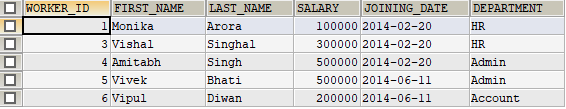 WORKER_ID FIRST_NAME LAST_NAME SALARY JOINING_DATE DEPARTMENT
1 Monika Arora 100000 2014-02-20 HR
3 Vishal Singhal 300000 2014-02-20 HR
4 Amitabh Singh 500000 2014-02-20 Admin
5 Vivek Bhati 500000 2014-06-11 Admin
6 Vipul Diwan 200000 2014-06-11 Account